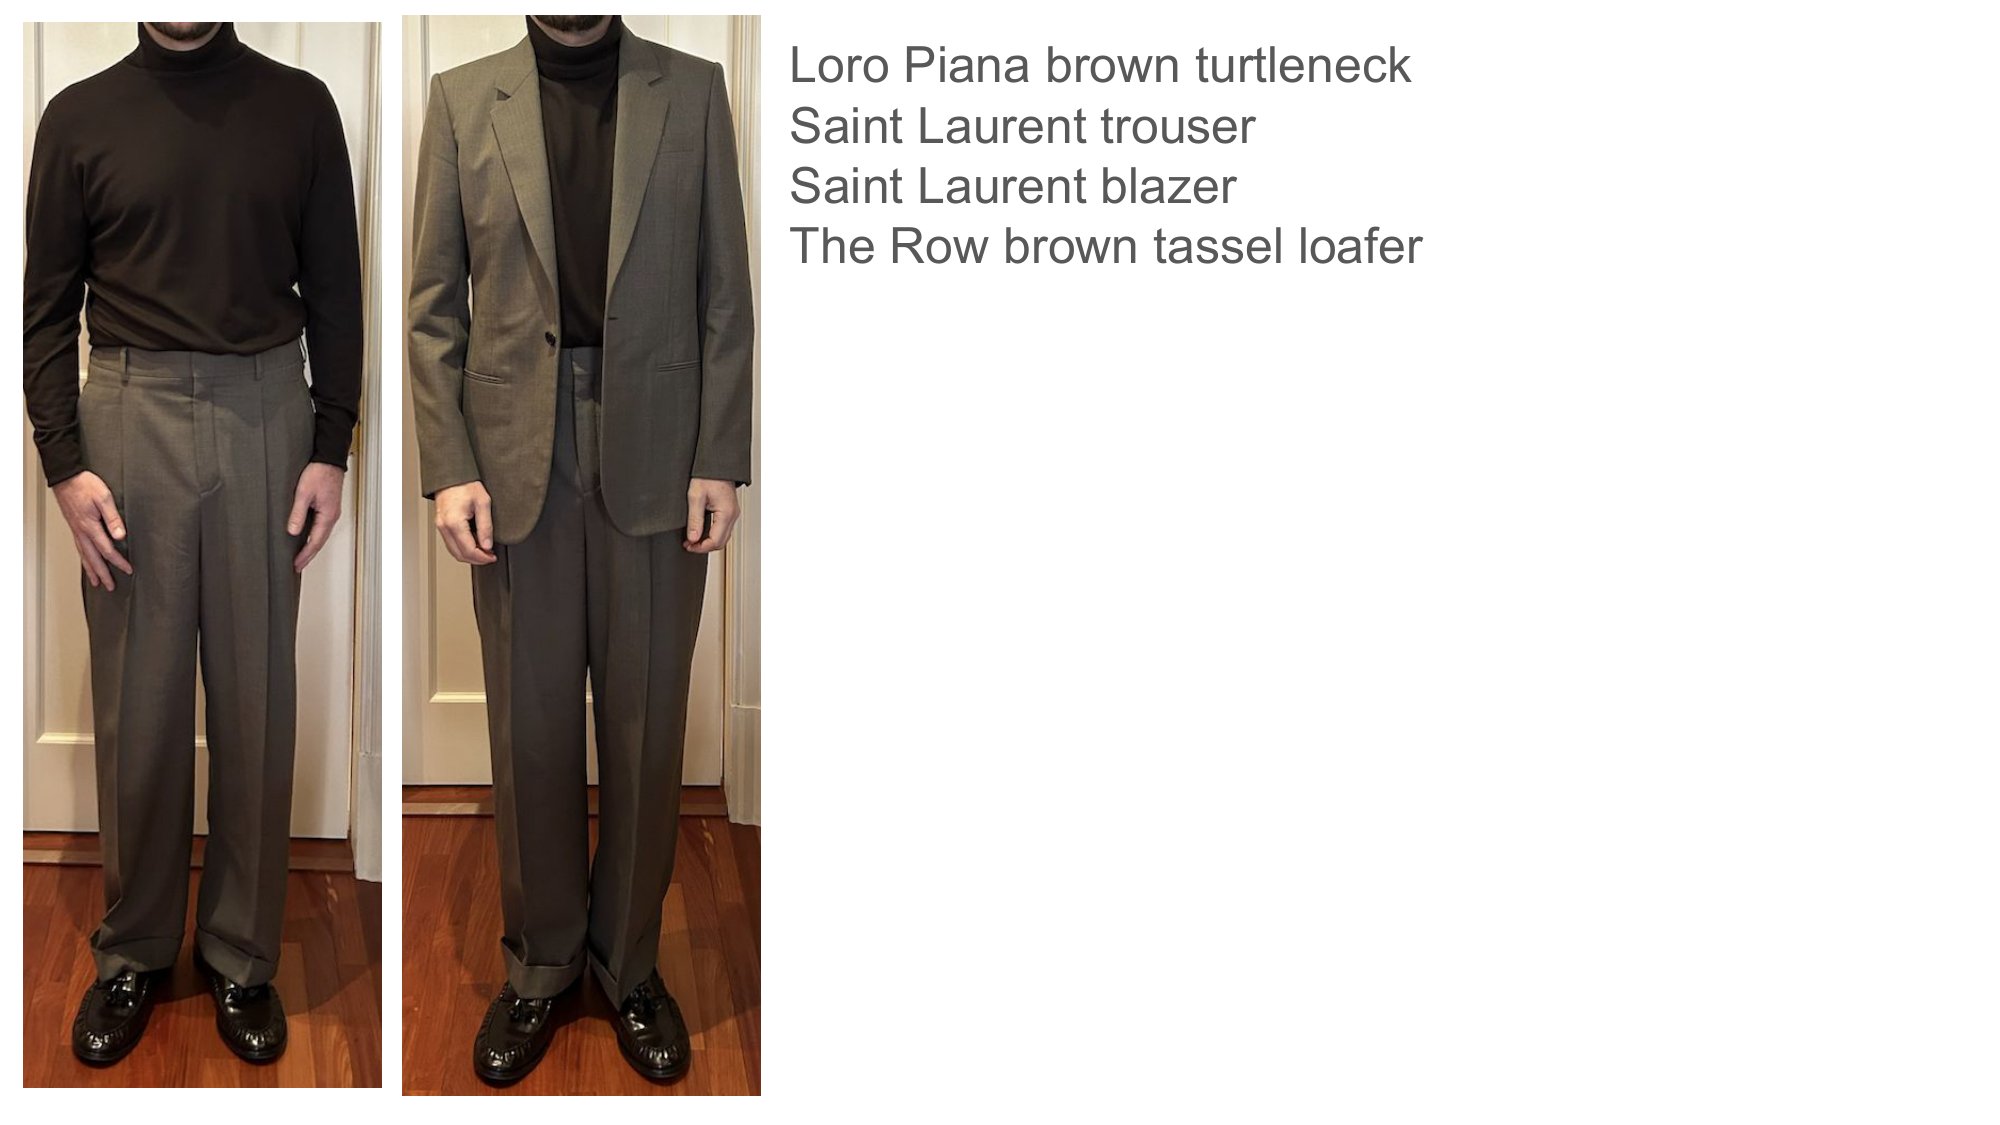 Loro Piana brown turtleneck
Saint Laurent trouser
Saint Laurent blazer
The Row brown tassel loafer